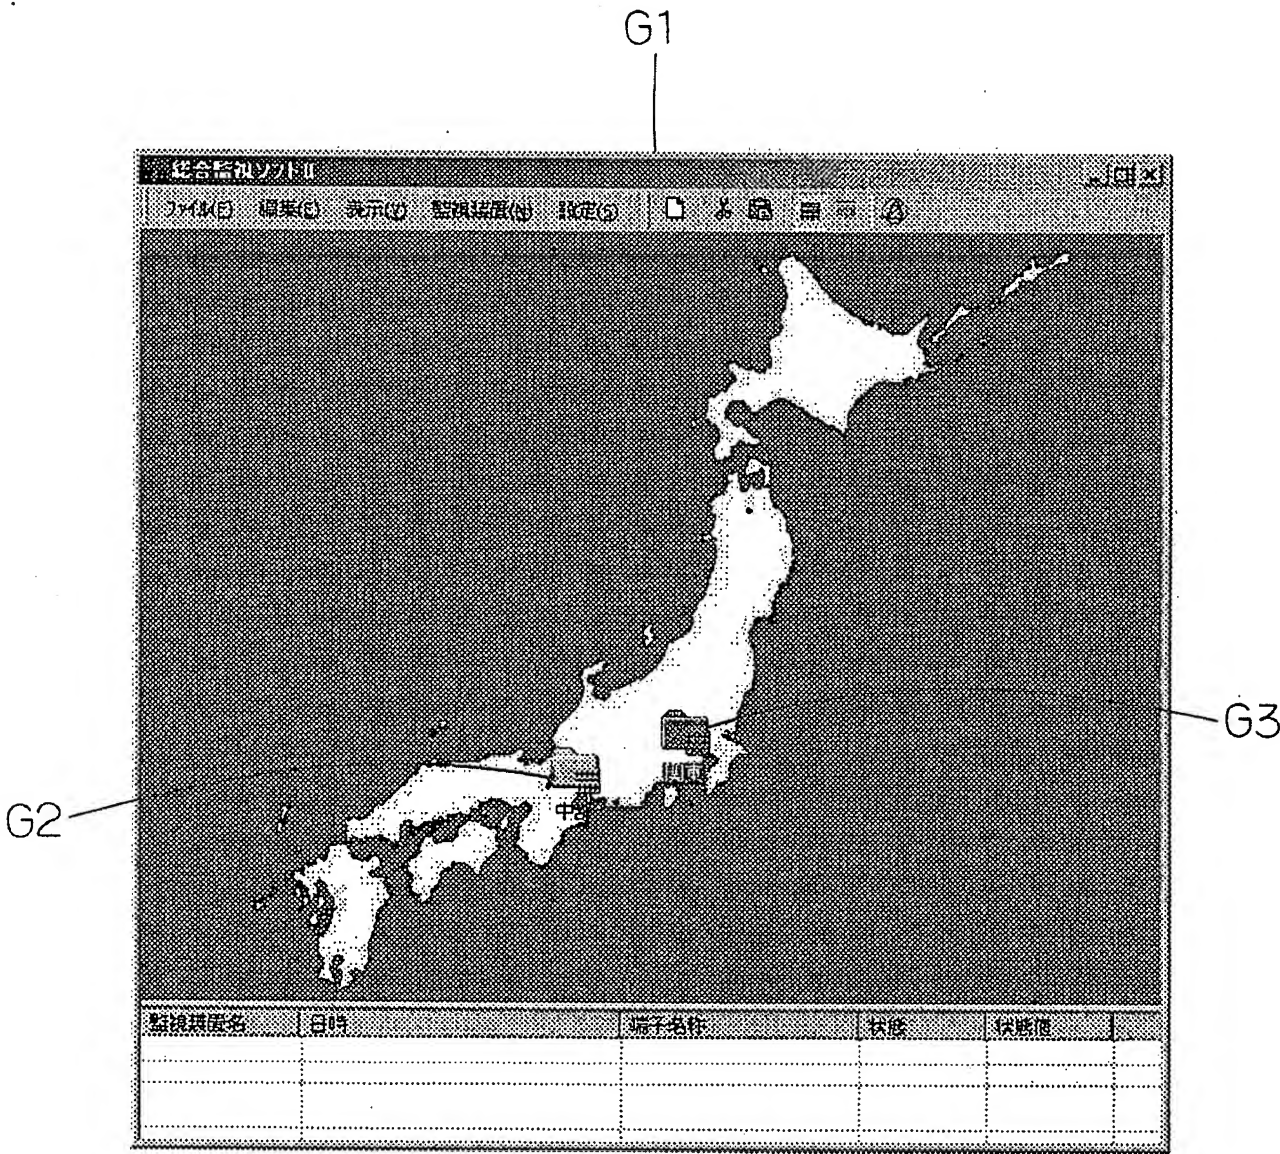 G1
総合監視ソフトII
ファイル(F) 編集(E) 表示(V) 監視装置(N) 設定(S)
G3
関東
G2
中部
監視装置名 日時 端子名称 状態 状態値